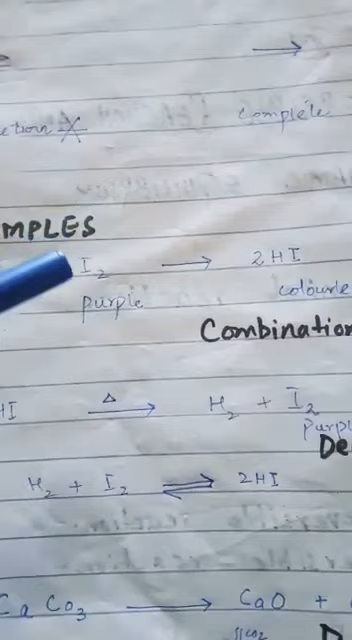 →
ction X complete
MPLES
I₂ → 2HI
purple colourle
Combination
HI —Δ→ H₂ + I₂
purpl
De
H₂ + I₂ ⇌ 2HI
CaCO₃ → CaO +